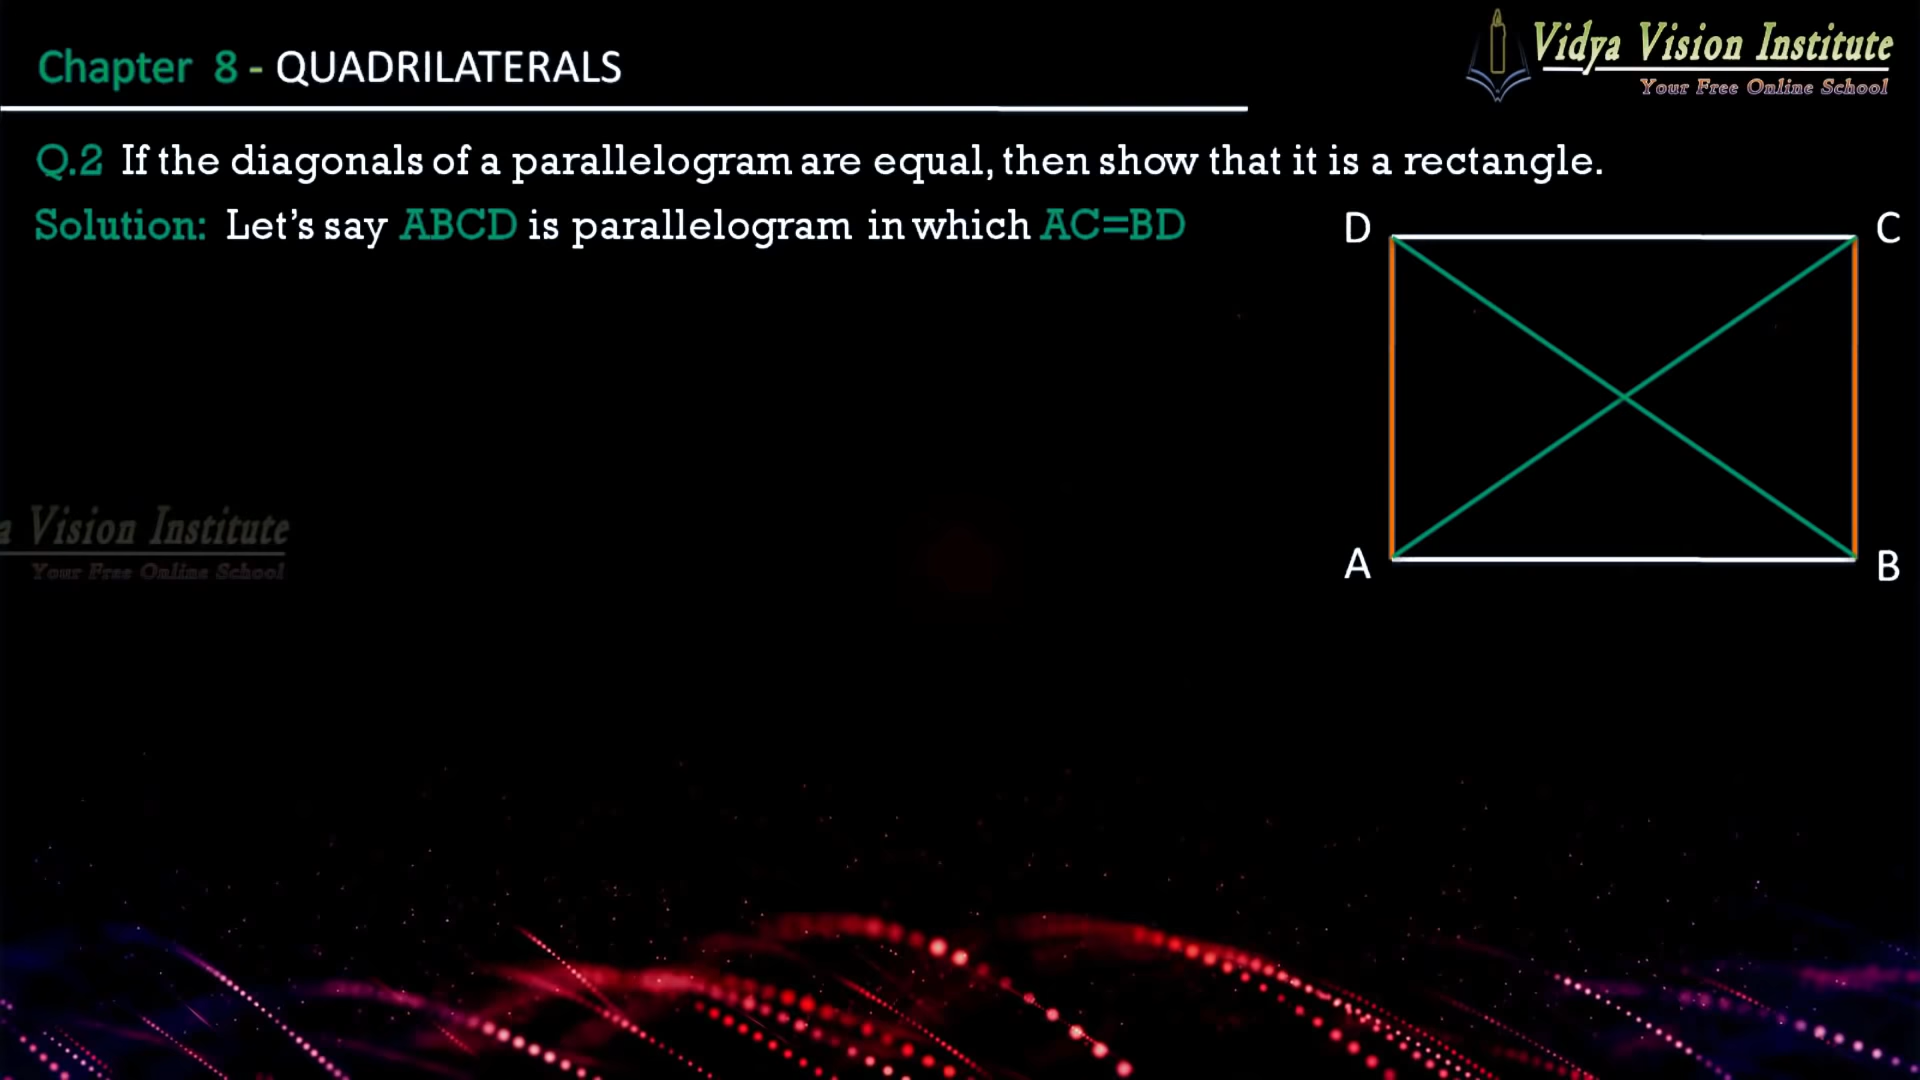 Chapter 8 - QUADRILATERALS
Vidya Vision Institute
Your Free Online School
Q.2 If the diagonals of a parallelogram are equal, then show that it is a rectangle.
Solution: Let's say ABCD is parallelogram in which AC=BD
D
C
a Vision Institute
Your Free Online School
A
B